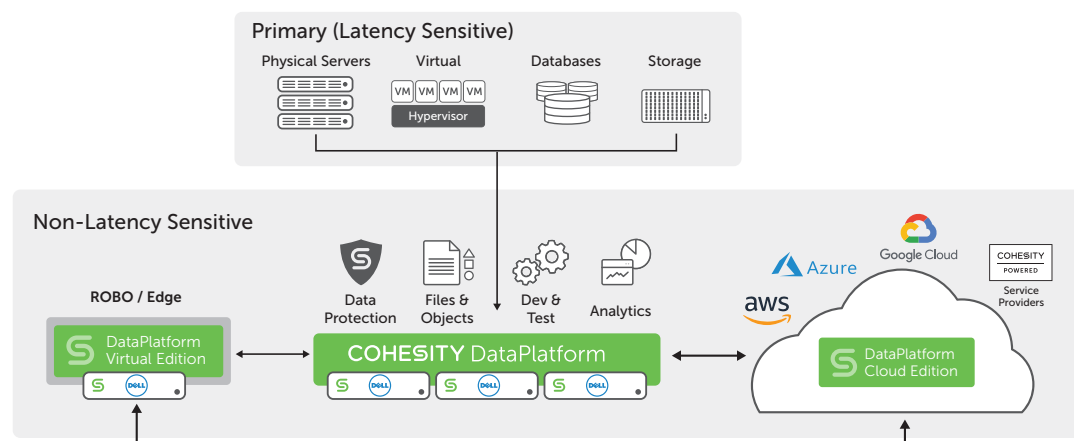 Primary (Latency Sensitive)
Physical Servers
Virtual
Databases
Storage
VM VM VM VM
Hypervisor
Non-Latency Sensitive
Data
Protection
Files &
Objects
Dev &
Test
Analytics
Azure
Google Cloud
COHESITY
POWERED
Service
Providers
aws
ROBO / Edge
DataPlatform
Virtual Edition
DELL
COHESITY DataPlatform
DELL
DELL
DELL
DataPlatform
Cloud Edition